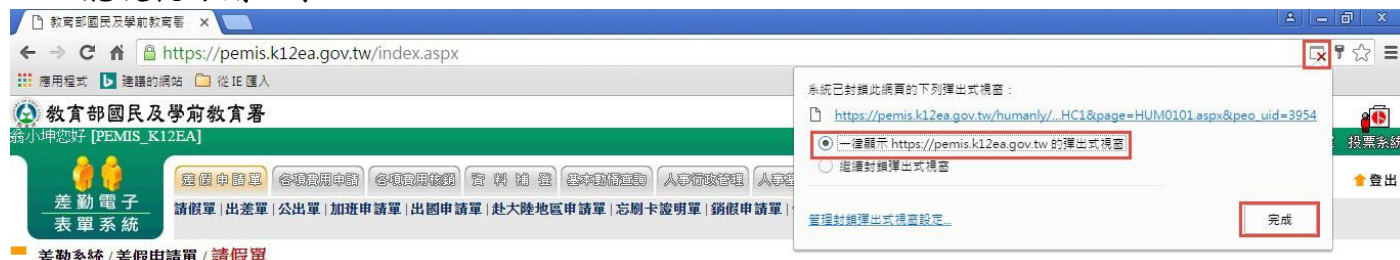 教育部國民及學前教育署
https://pemis.k12ea.gov.tw/index.aspx
應用程式 建議的網站 從 IE 匯入
教育部國民及學前教育署
翁小坤您好 [PEMIS_K12EA]
投票系統
差勤電子
表單系統
差假申請單 各項費用申請 各項費用核銷 資料補登 基本動情查詢 人事行政管理
登出
請假單 | 出差單 | 公出單 | 加班申請單 | 出國申請單 | 赴大陸地區申請單 | 忘刷卡證明單 | 銷假申請單 |
差勤系統 / 差假申請單 / 請假單
系統已封鎖此網頁的下列彈出式視窗：
https://pemis.k12ea.gov.tw/humanly/...HC1&page=HUM0101.aspx&peo_uid=3954
一律顯示 https://pemis.k12ea.gov.tw 的彈出式視窗
繼續封鎖彈出式視窗
管理封鎖彈出式視窗設定...
完成